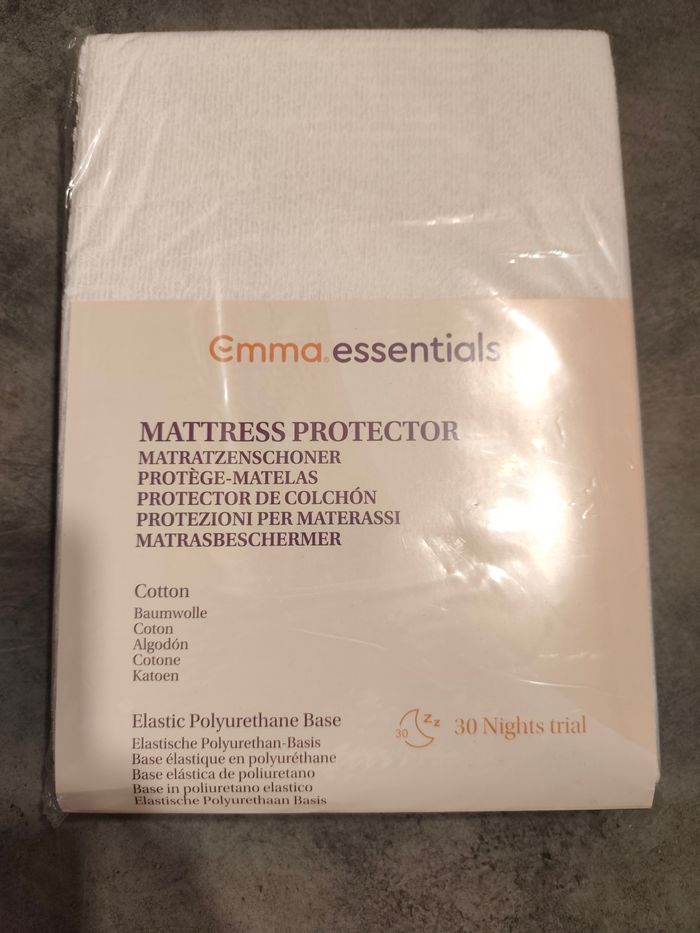 emma® essentials
MATTRESS PROTECTOR
MATRATZENSCHONER
PROTÈGE-MATELAS
PROTECTOR DE COLCHÓN
PROTEZIONI PER MATERASSI
MATRASBESCHERMER
Cotton
Baumwolle
Coton
Algodón
Cotone
Katoen
Elastic Polyurethane Base
Elastische Polyurethan-Basis
Base élastique en polyuréthane
Base elástica de poliuretano
Base in poliuretano elastico
Elastische Polyurethaan Basis
30 zz 30 Nights trial